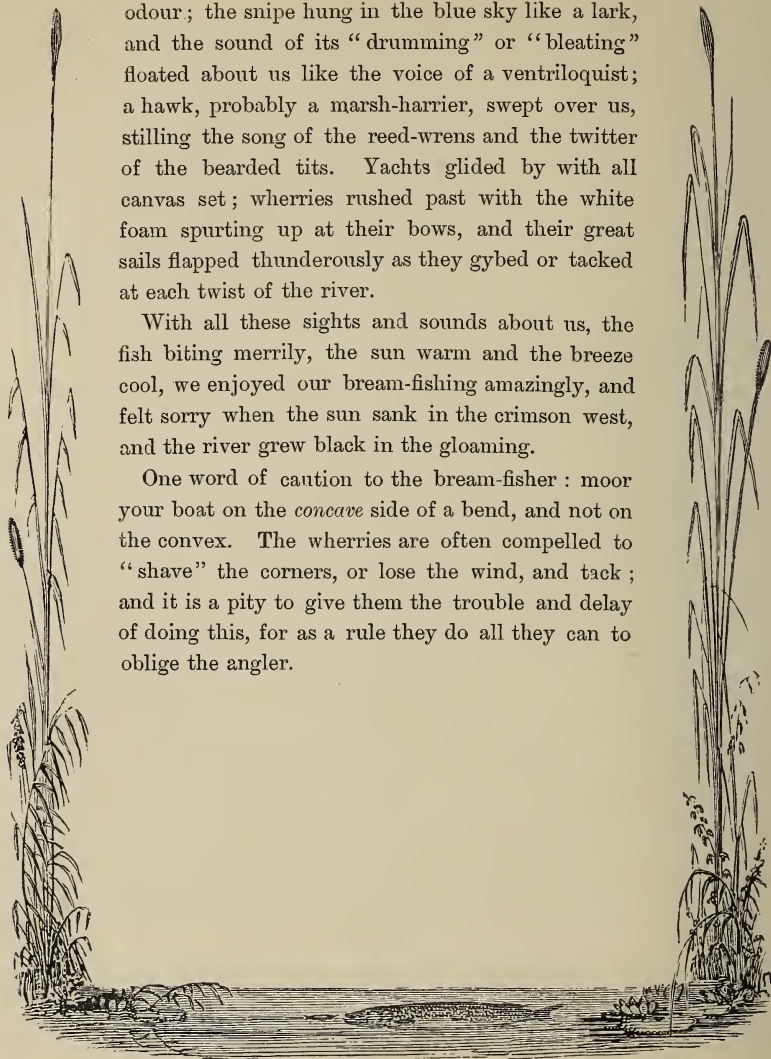 odour.; the snipe hung in the blue sky like a lark,
and the sound of its “drumming” or “bleating”
floated about us like the voice of a ventriloquist;
a hawk, probably a marsh-harrier, swept over us,
stilling the song of the reed-wrens and the twitter
of the bearded tits. Yachts glided by with all
canvas set; wherries rushed past with the white
foam spurting up at their bows, and their great
sails flapped thunderously as they gybed or tacked
at each twist of the river.
With all these sights and sounds about us, the
fish biting merrily, the sun warm and the breeze
cool, we enjoyed our bream-fishing amazingly, and
felt sorry when the sun sank in the crimson west,
and the river grew black in the gloaming.
One word of caution to the bream-fisher: moor
your boat on the concave side of a bend, and not on
the convex. The wherries are often compelled to
“shave” the corners, or lose the wind, and tack;
and it is a pity to give them the trouble and delay
of doing this, for as a rule they do all they can to
oblige the angler.